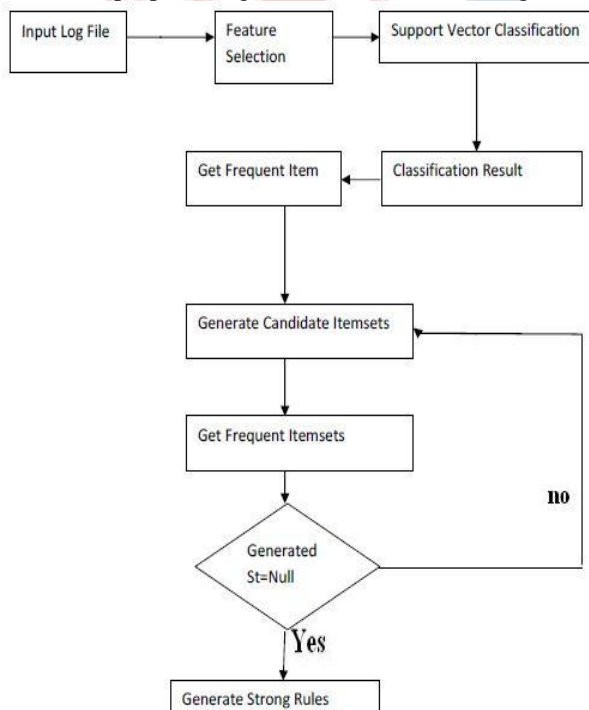 Input Log File
Feature
Selection
Support Vector Classification
Get Frequent Item
Classification Result
Generate Candidate Itemsets
Get Frequent Itemsets
no
Generated
St=Null
Yes
Generate Strong Rules